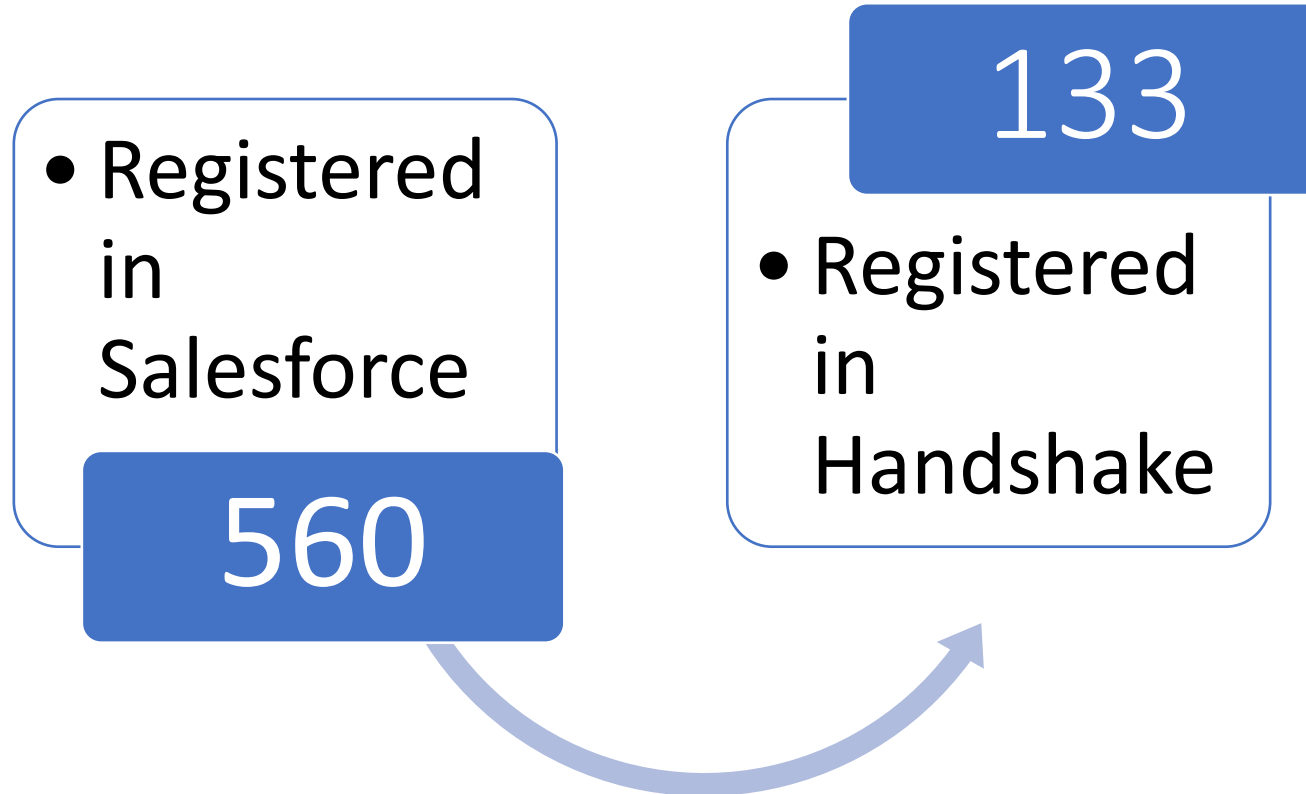 • Registered
in
Salesforce
560
133
• Registered
in
Handshake